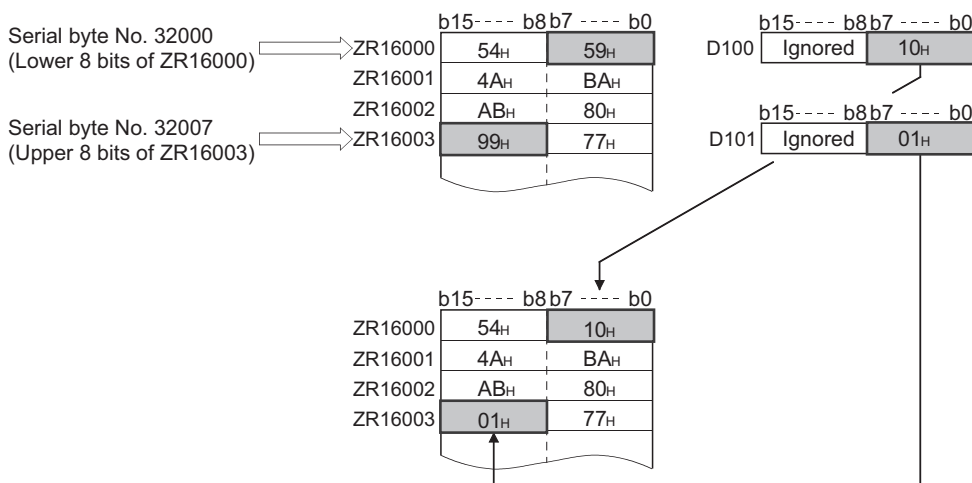 b15---- b8 b7 ---- b0
Serial byte No. 32000
(Lower 8 bits of ZR16000)
ZR16000 54H 59H
ZR16001 4AH BAH
ZR16002 ABH 80H
Serial byte No. 32007
(Upper 8 bits of ZR16003)
ZR16003 99H 77H
b15---- b8 b7 ---- b0
D100 Ignored 10H
b15---- b8 b7 ---- b0
D101 Ignored 01H
b15---- b8 b7 ---- b0
ZR16000 54H 10H
ZR16001 4AH BAH
ZR16002 ABH 80H
ZR16003 01H 77H